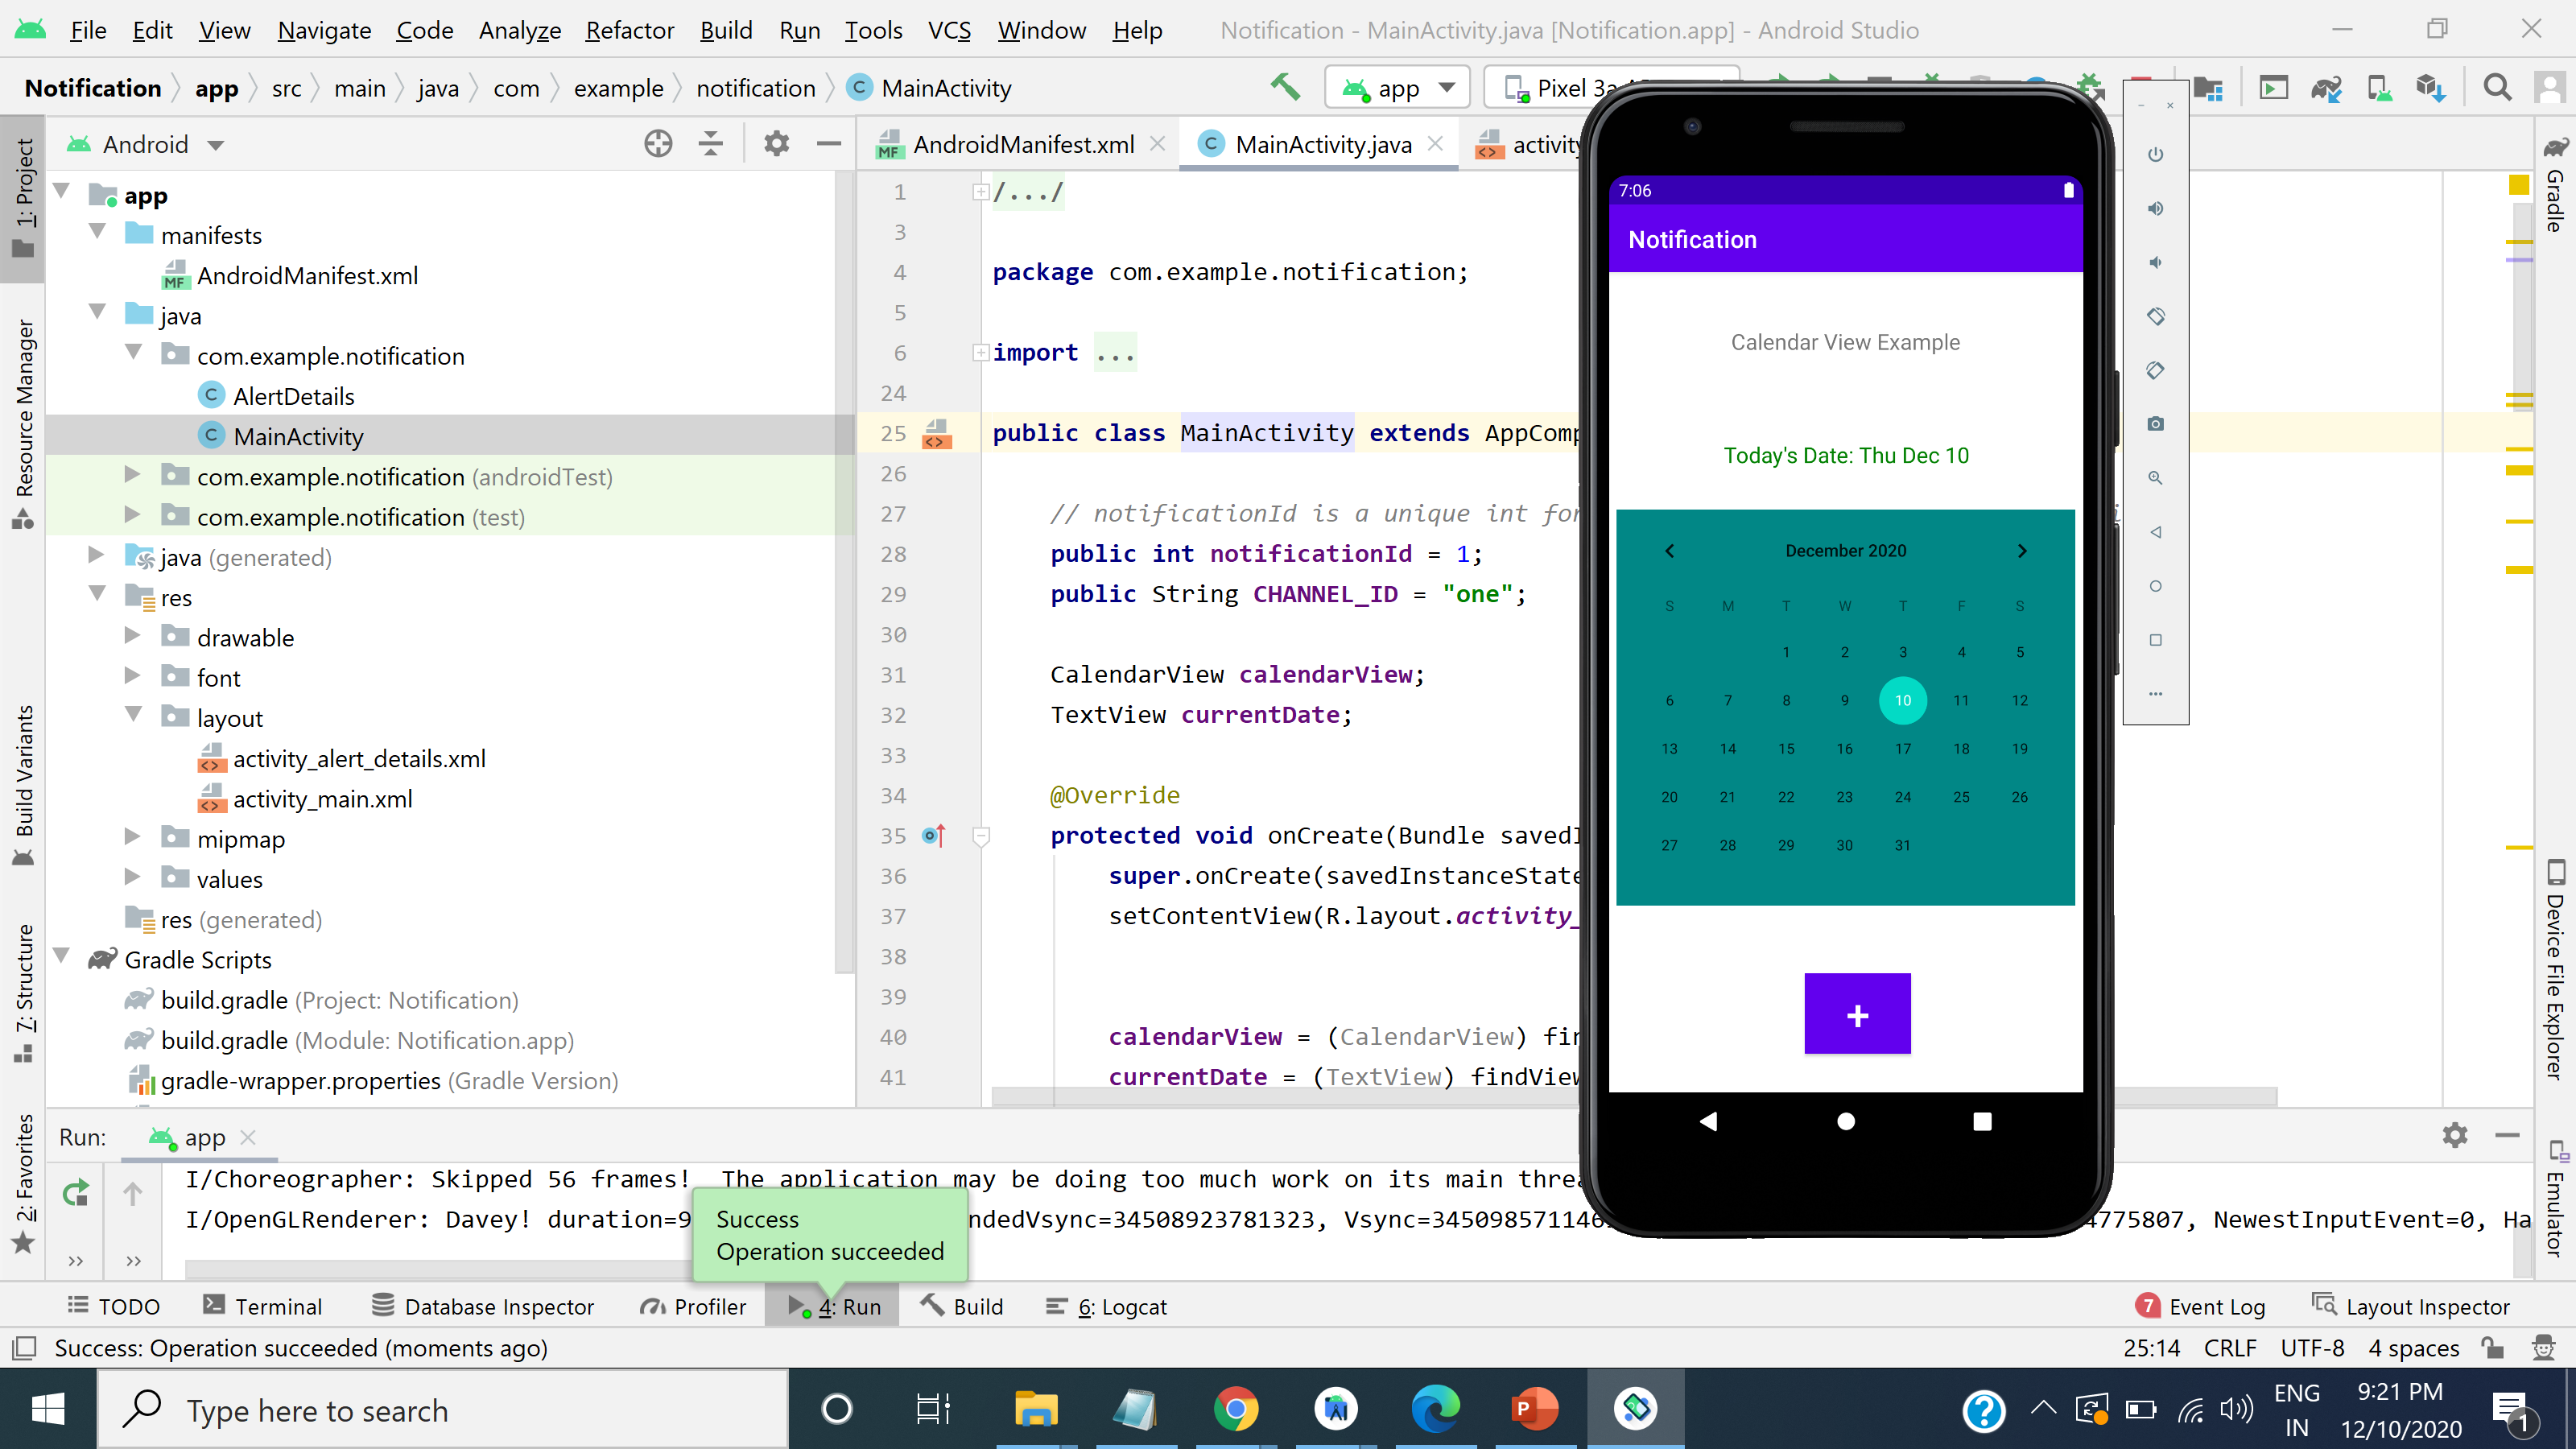 File Edit View Navigate Code Analyze Refactor Build Run Tools VCS Window Help Notification - MainActivity.java [Notification.app] - Android Studio
Notification app src main java com example notification C MainActivity app Pixel 3a
Android
AndroidManifest.xml MainActivity.java activity
1: Project
Resource Manager
Build Variants
7: Structure
2: Favorites
app
manifests
MF AndroidManifest.xml
java
com.example.notification
C AlertDetails
C MainActivity
com.example.notification (androidTest)
com.example.notification (test)
java (generated)
res
drawable
font
layout
activity_alert_details.xml
activity_main.xml
mipmap
values
res (generated)
Gradle Scripts
build.gradle (Project: Notification)
build.gradle (Module: Notification.app)
gradle-wrapper.properties (Gradle Version)
1 /.../
3
4 package com.example.notification;
5
6 import ...
24
25 public class MainActivity extends AppComp
26
27 // notificationId is a unique int for
28 public int notificationId = 1;
29 public String CHANNEL_ID = "one";
30
31 CalendarView calendarView;
32 TextView currentDate;
33
34 @Override
35 protected void onCreate(Bundle savedI
36 super.onCreate(savedInstanceState
37 setContentView(R.layout.activity_
38
39
40 calendarView = (CalendarView) fin
41 currentDate = (TextView) findView
7:06
Notification
Calendar View Example
Today's Date: Thu Dec 10
December 2020
S M T W T F S
1 2 3 4 5
6 7 8 9 10 11 12
13 14 15 16 17 18 19
20 21 22 23 24 25 26
27 28 29 30 31
+
Gradle
Device File Explorer
Emulator
Run: app
I/Choreographer: Skipped 56 frames! The application may be doing too much work on its main threa
I/OpenGLRenderer: Davey! duration=9 ndedVsync=34508923781323, Vsync=345098571146 4775807, NewestInputEvent=0, Ha
Success
Operation succeeded
TODO Terminal Database Inspector Profiler 4: Run Build 6: Logcat 7 Event Log Layout Inspector
Success: Operation succeeded (moments ago) 25:14 CRLF UTF-8 4 spaces
Type here to search
ENG
IN
9:21 PM
12/10/2020
1